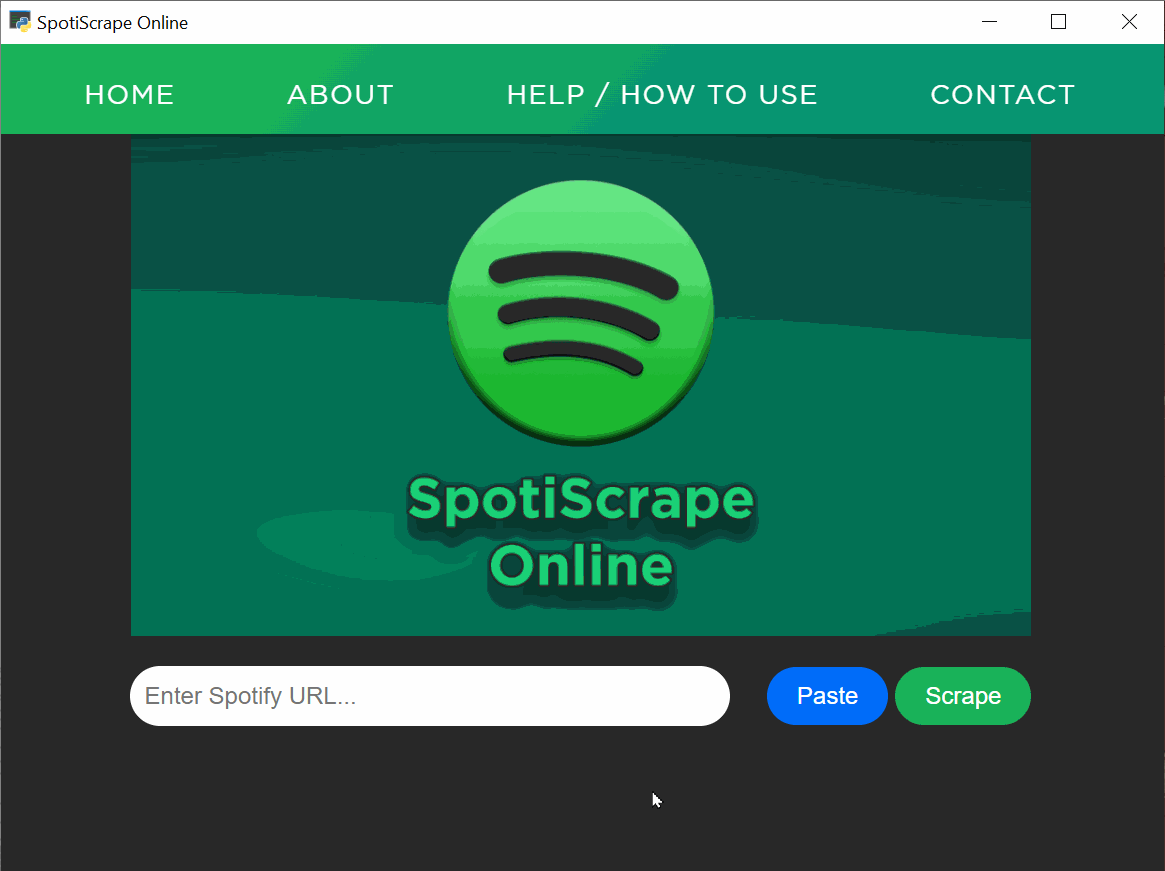 SpotiScrape Online
HOME ABOUT HELP / HOW TO USE CONTACT
SpotiScrape
Online
Enter Spotify URL... Paste Scrape